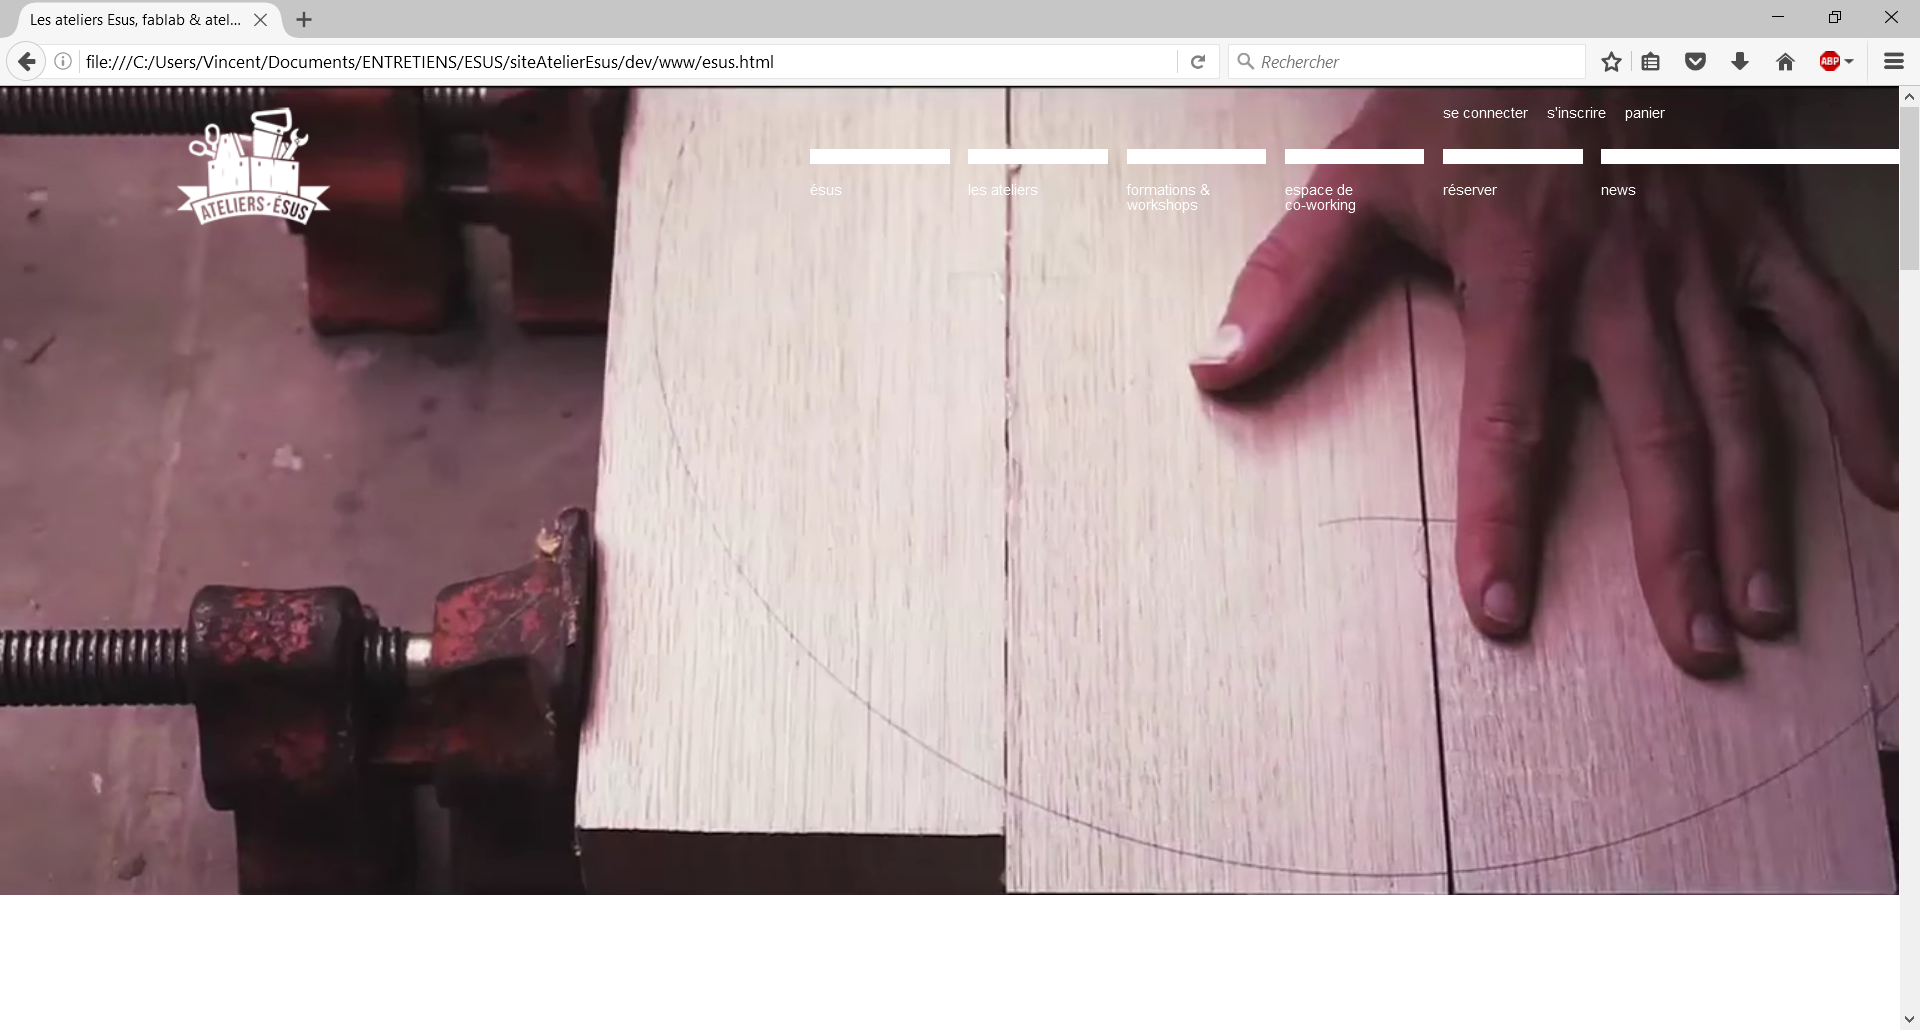 Les ateliers Esus, fablab & atel...
file:///C:/Users/Vincent/Documents/ENTRETIENS/ESUS/siteAtelierEsus/dev/www/esus.html
Rechercher
ABP
se connecter s'inscrire panier
ATELIERS · ÉSUS
ésus
les ateliers
formations &
workshops
espace de
co-working
réserver
news